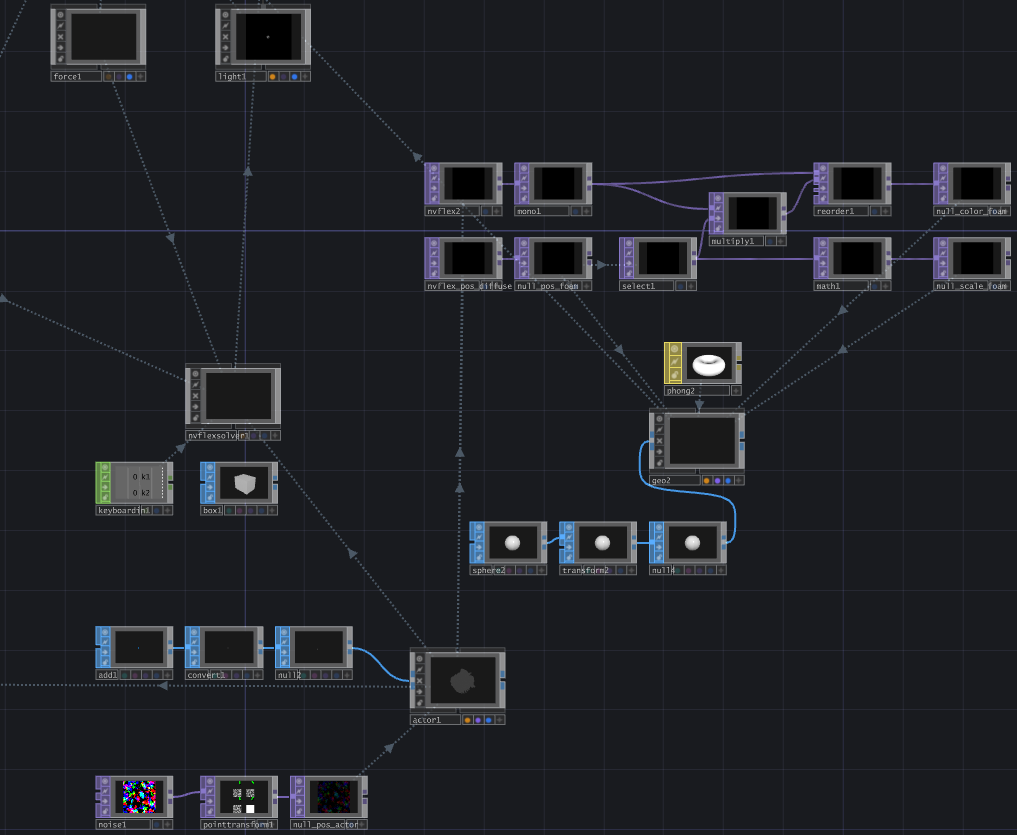 force1
light1
nvflex2
mono1
multiply1
reorder1
null_color_foam
nvflex_pos_diffuse
null_pos_foam
select1
math1
null_scale_foam
phong2
nvflexsolver1
geo2
0 k1
0 k2
keyboardin1
box1
sphere2
transform2
null4
add1
convert1
null2
actor1
noise1
pointtransform1
null_pos_actor